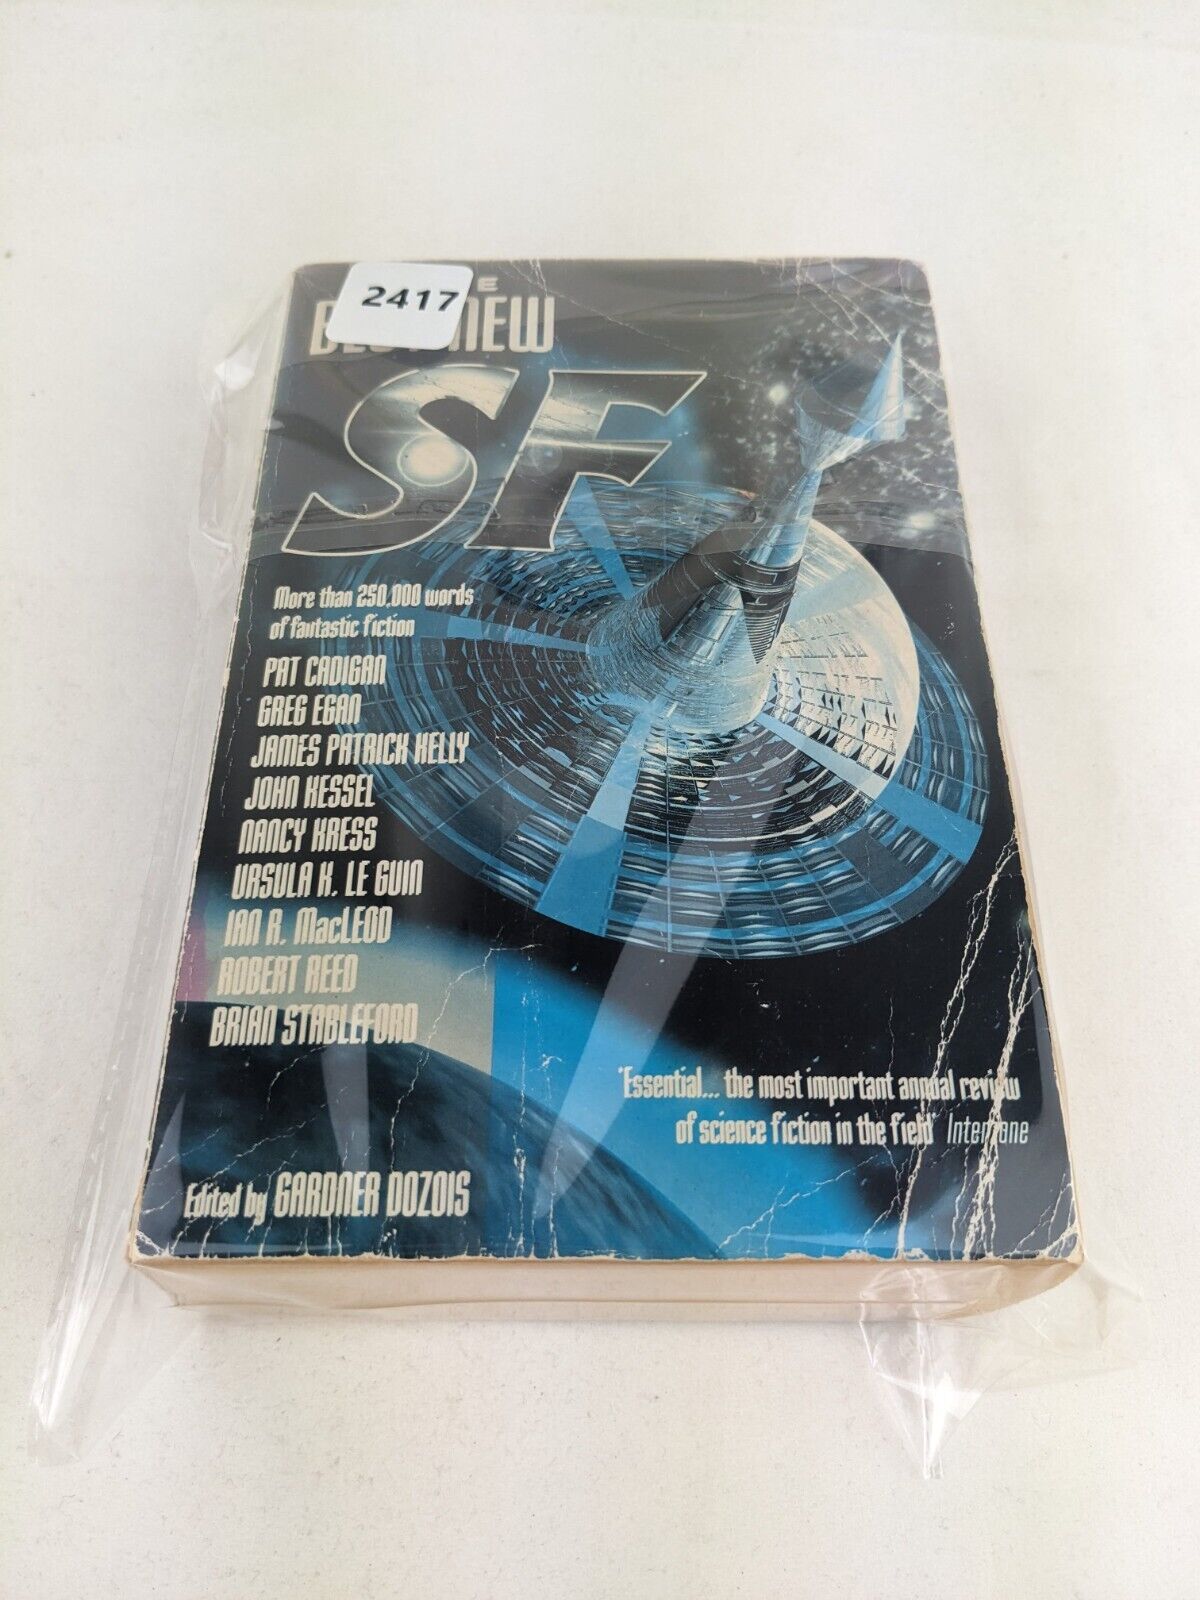 2417
NEW
SF
More than 250,000 words
of fantastic fiction
PAT CADIGAN
GREG EGAN
JAMES PATRICK KELLY
JOHN KESSEL
NANCY KRESS
URSULA K. LE GUIN
IAN R. MacLEOD
ROBERT REED
BRIAN STABLEFORD
'Essential... the most important annual review
of science fiction in the field' Interzone
Edited by GARDNER DOZOIS